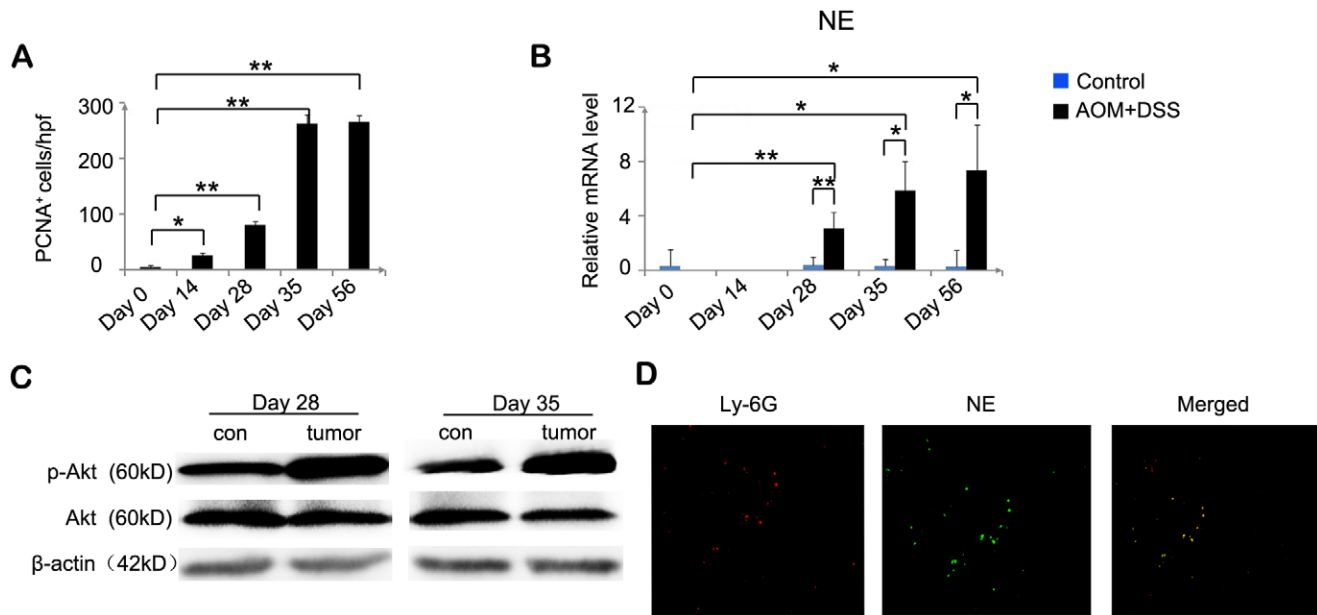 NE
A
**
**
**
*
PCNA⁺ cells/hpf
300
200
100
0
Day 0
Day 14
Day 28
Day 35
Day 56
B
*
*
**
**
*
*
Relative mRNA level
12
8
4
0
Day 0
Day 14
Day 28
Day 35
Day 56
Control
AOM+DSS
C
Day 28
Day 35
con tumor
con tumor
p-Akt (60kD)
Akt (60kD)
β-actin（42kD）
D
Ly-6G
NE
Merged